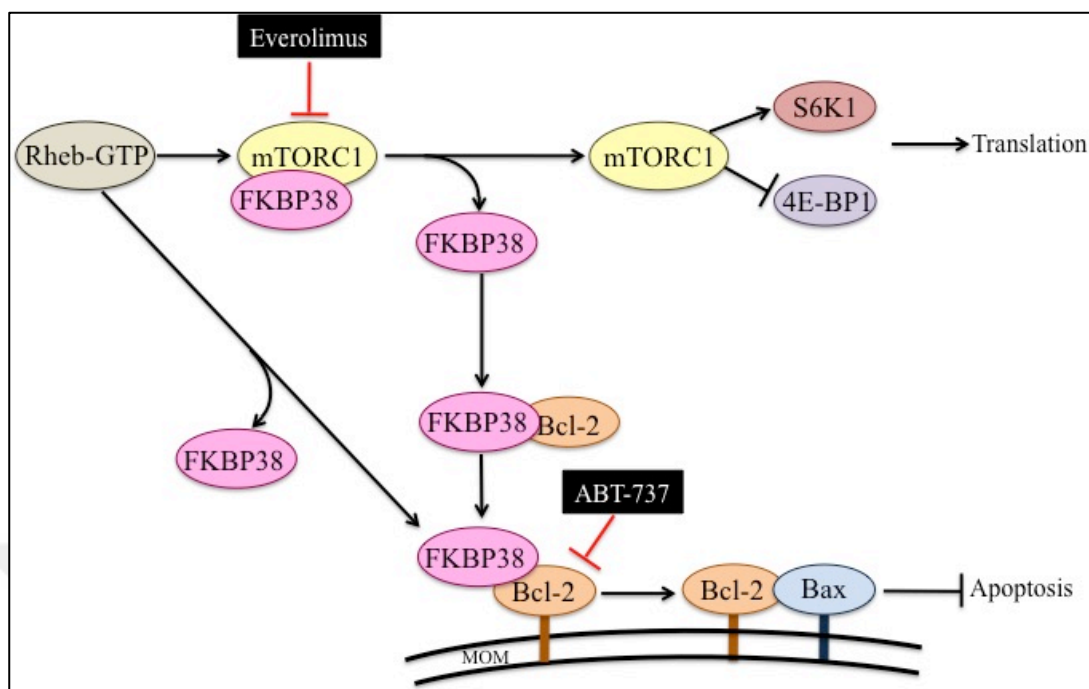 Everolimus
S6K1
Rheb-GTP
mTORC1
mTORC1
Translation
FKBP38
4E-BP1
FKBP38
FKBP38
Bcl-2
FKBP38
ABT-737
FKBP38
Bcl-2
Bcl-2
Bax
Apoptosis
MOM